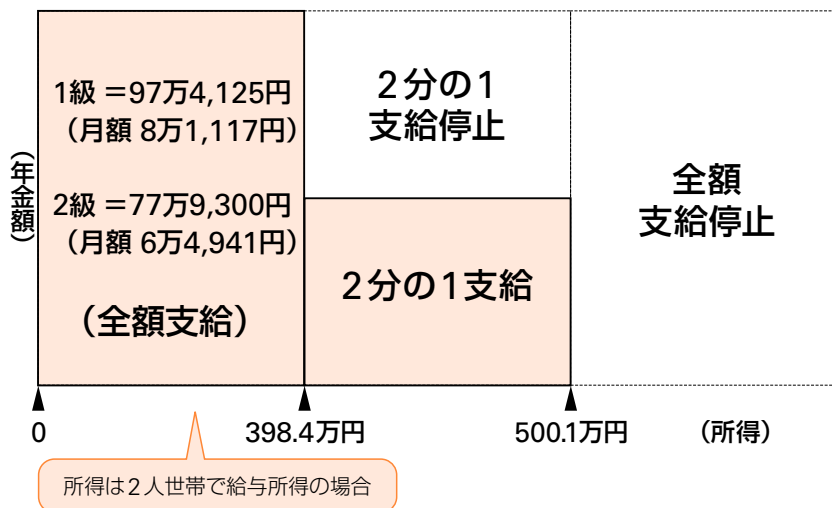 (年金額)
1級 =97万4,125円
(月額 8万1,117円)
2級 =77万9,300円
(月額 6万4,941円)
(全額支給)
2分の1
支給停止
2分の1支給
全額
支給停止
0
398.4万円
500.1万円
(所得)
所得は2人世帯で給与所得の場合